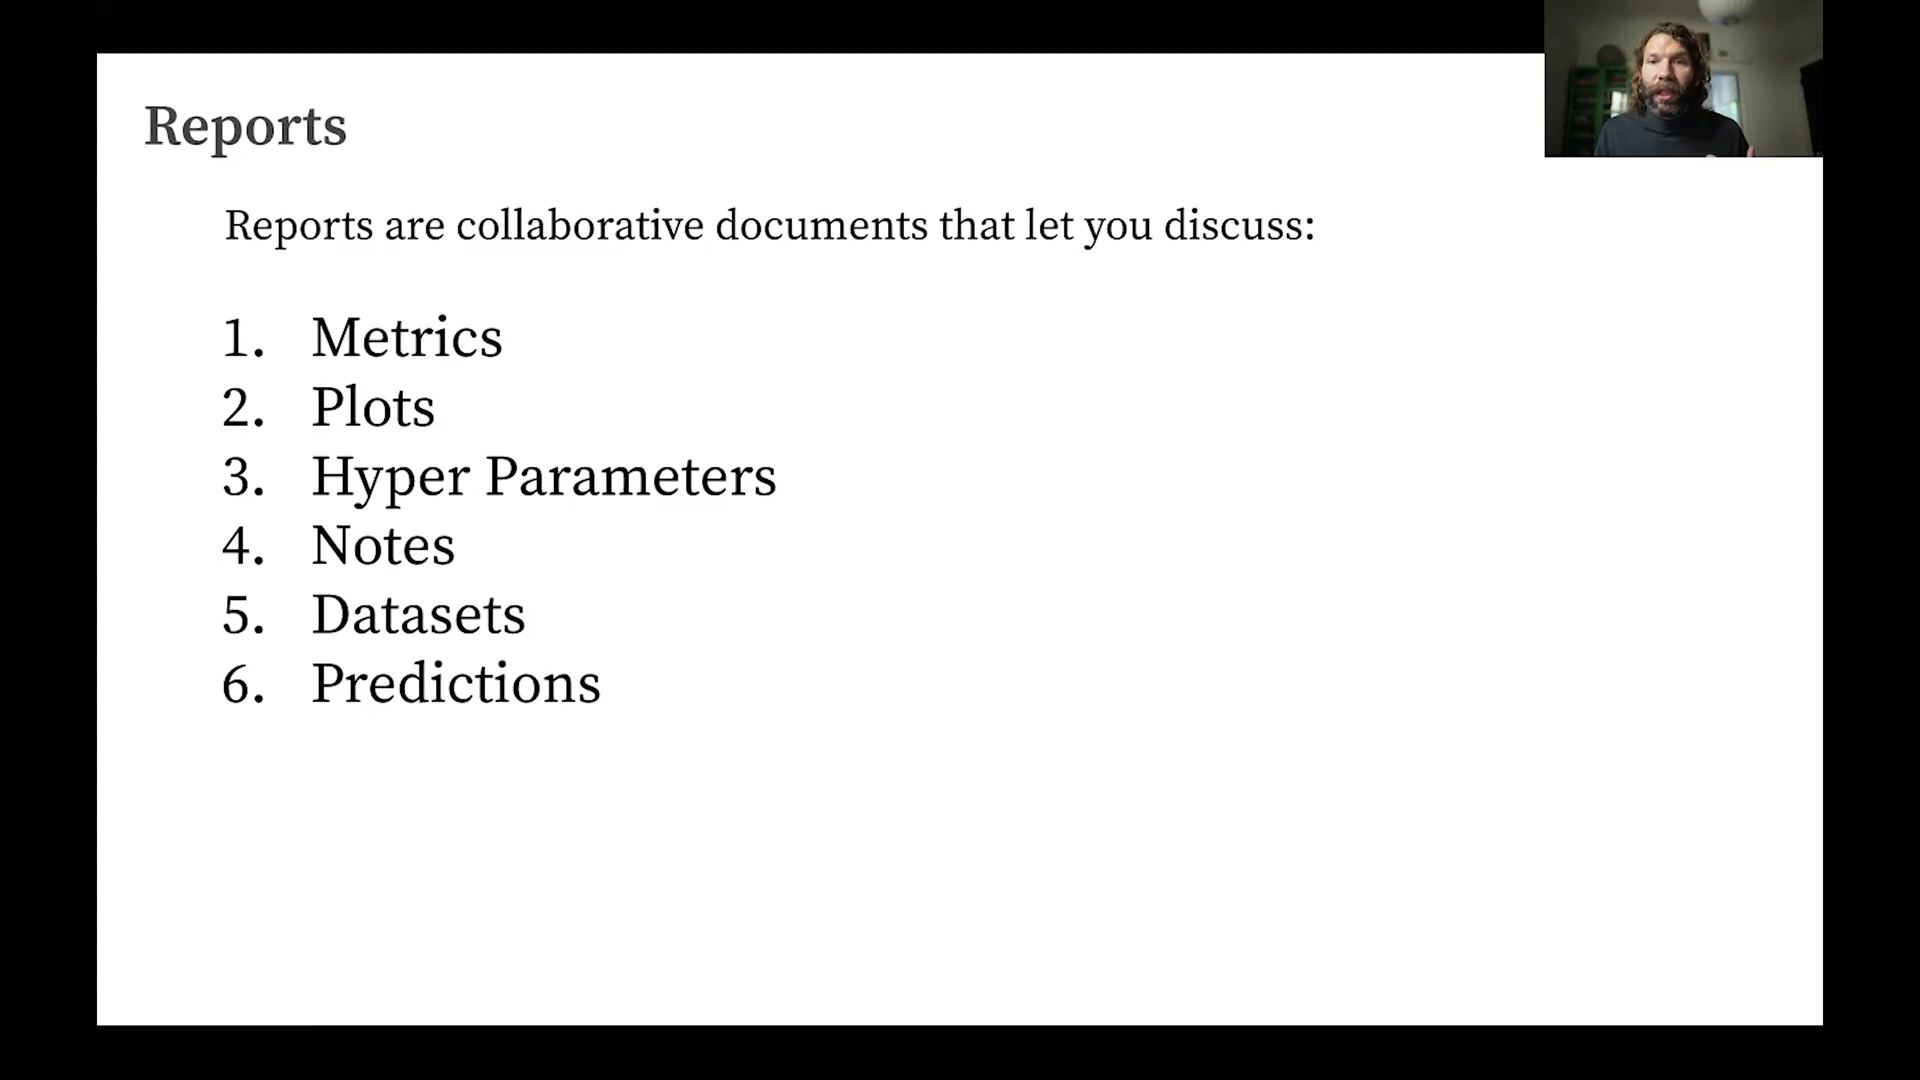 Reports
Reports are collaborative documents that let you discuss:
1. Metrics
2. Plots
3. Hyper Parameters
4. Notes
5. Datasets
6. Predictions